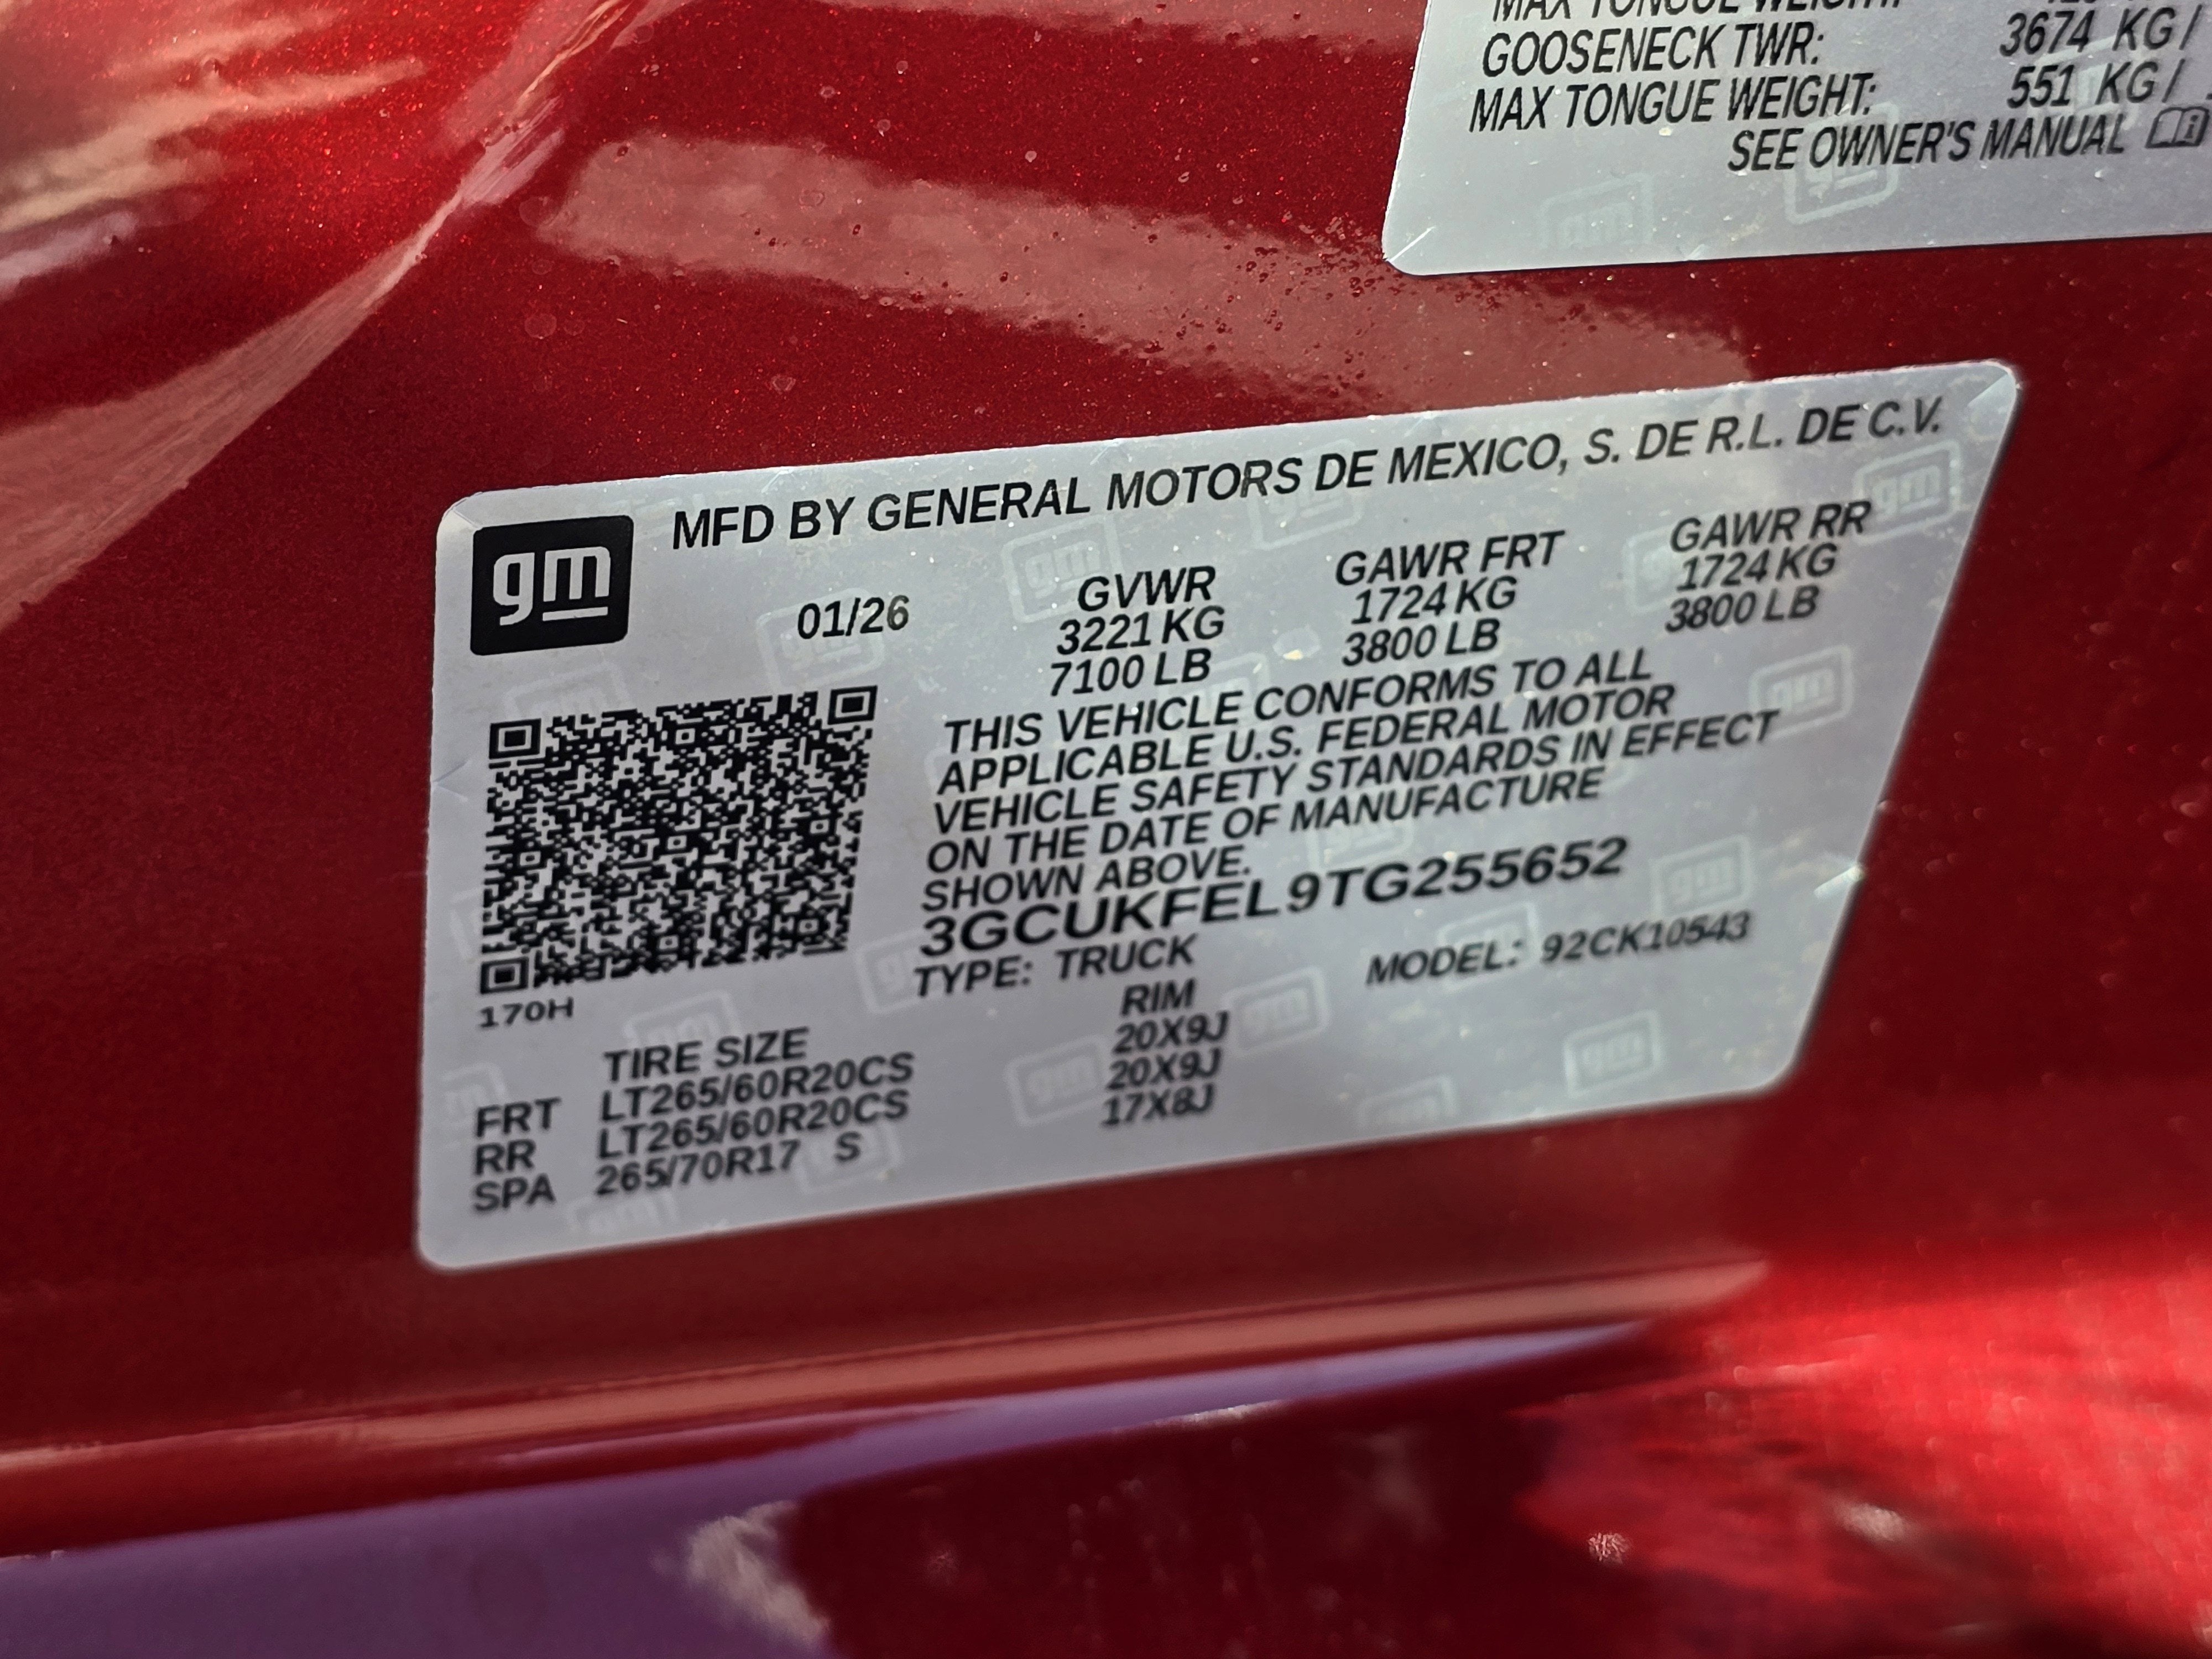 MAX TONGUE WEIGHT:
GOOSENECK TWR: 3674 KG /
MAX TONGUE WEIGHT: 551 KG /
SEE OWNER'S MANUAL
gm
MFD BY GENERAL MOTORS DE MEXICO, S. DE R.L. DE C.V.
01/26 GVWR GAWR FRT GAWR RR
3221 KG 1724 KG 1724 KG
7100 LB 3800 LB 3800 LB
THIS VEHICLE CONFORMS TO ALL
APPLICABLE U.S. FEDERAL MOTOR
VEHICLE SAFETY STANDARDS IN EFFECT
ON THE DATE OF MANUFACTURE
SHOWN ABOVE.
3GCUKFEL9TG255652
TYPE: TRUCK MODEL: 92CK10543
170H
TIRE SIZE RIM
FRT LT265/60R20CS 20X9J
RR LT265/60R20CS 20X9J
SPA 265/70R17 S 17X8J